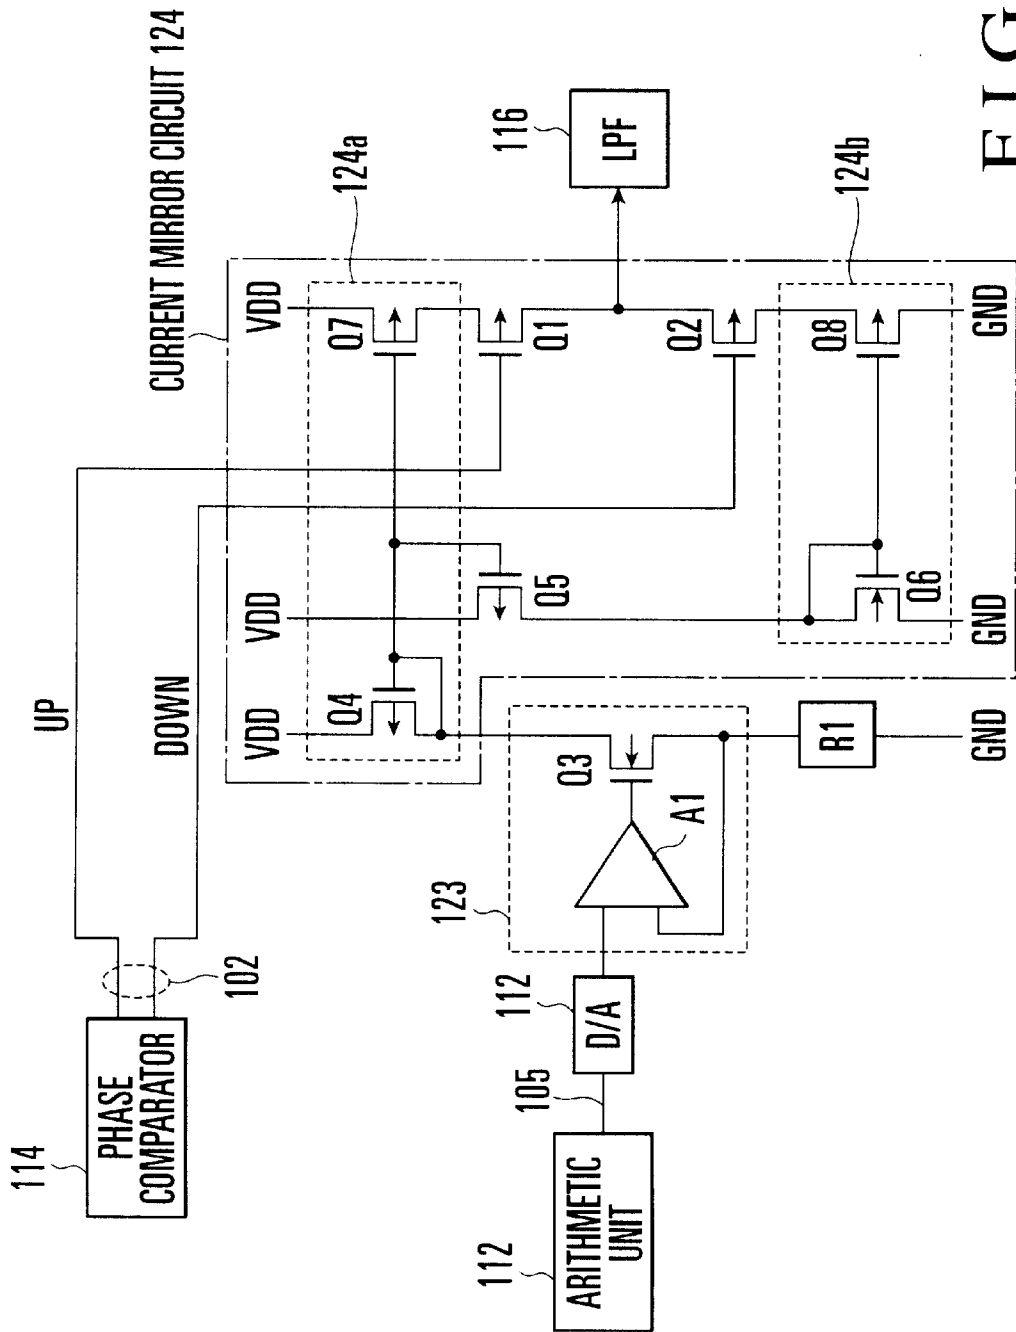 CURRENT MIRROR CIRCUIT 124
UP
DOWN
114
PHASE
COMPARATOR
102
VDD
VDD
VDD
124a
Q4
Q7
Q5
Q1
116
LPF
Q2
124b
Q6
Q8
GND
GND
GND
123
Q3
A1
R1
112
D/A
105
112
ARITHMETIC
UNIT
FIG